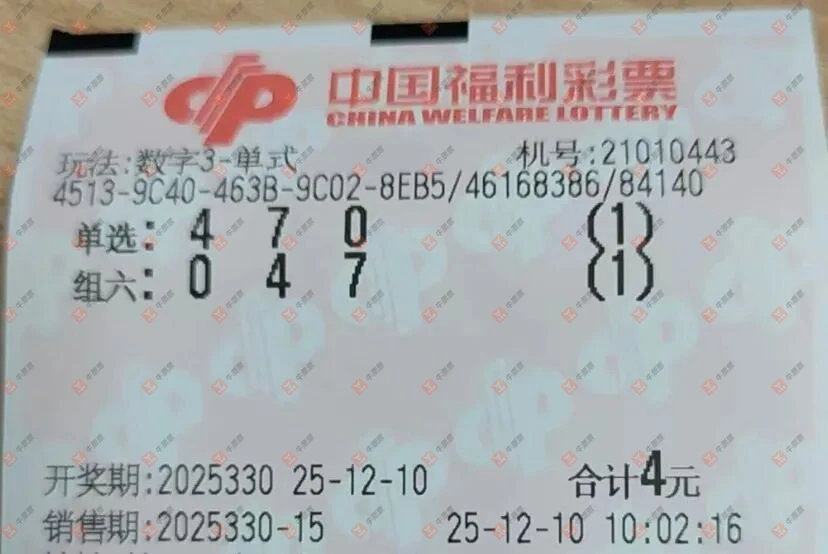 中国福利彩票
CHINA WELFARE LOTTERY
玩法:数字3-单式 机号:21010443
4513-9C40-463B-9C02-8EB5/46168386/84140
单选: 4 7 0 (1)
组六: 0 4 7 (1)
开奖期:2025330 25-12-10 合计4元
销售期:2025330-15 25-12-10 10:02:16